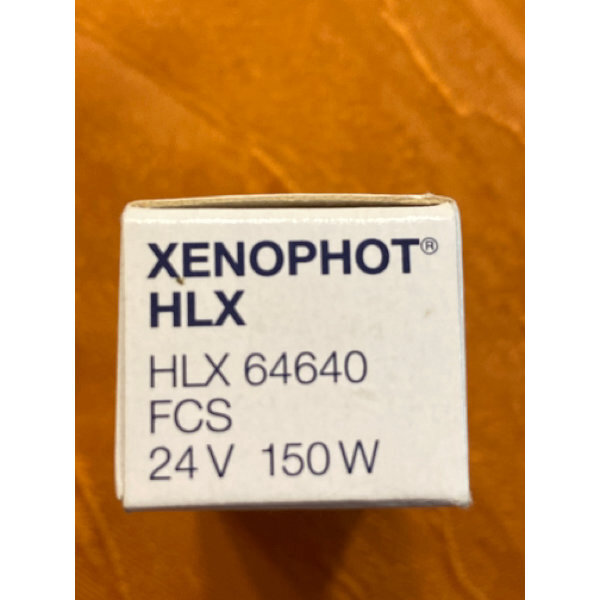 XENOPHOT®
HLX
HLX 64640
FCS
24 V 150 W